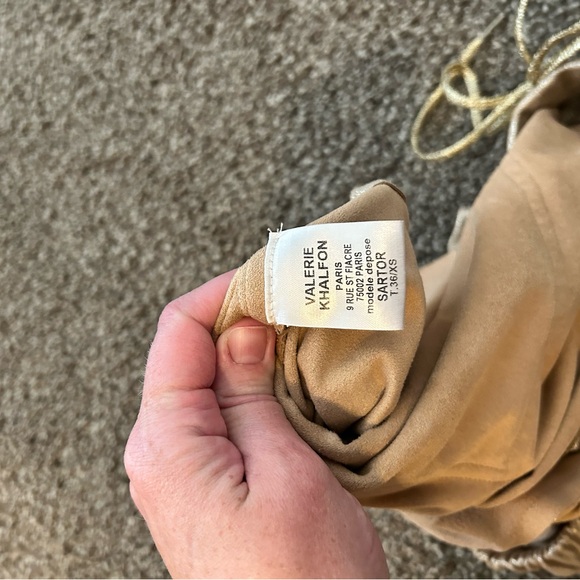 VALERIE
KHALFON
PARIS
9 RUE ST FIACRE
75002 PARIS
modele depose
SARTOR
T.36/XS